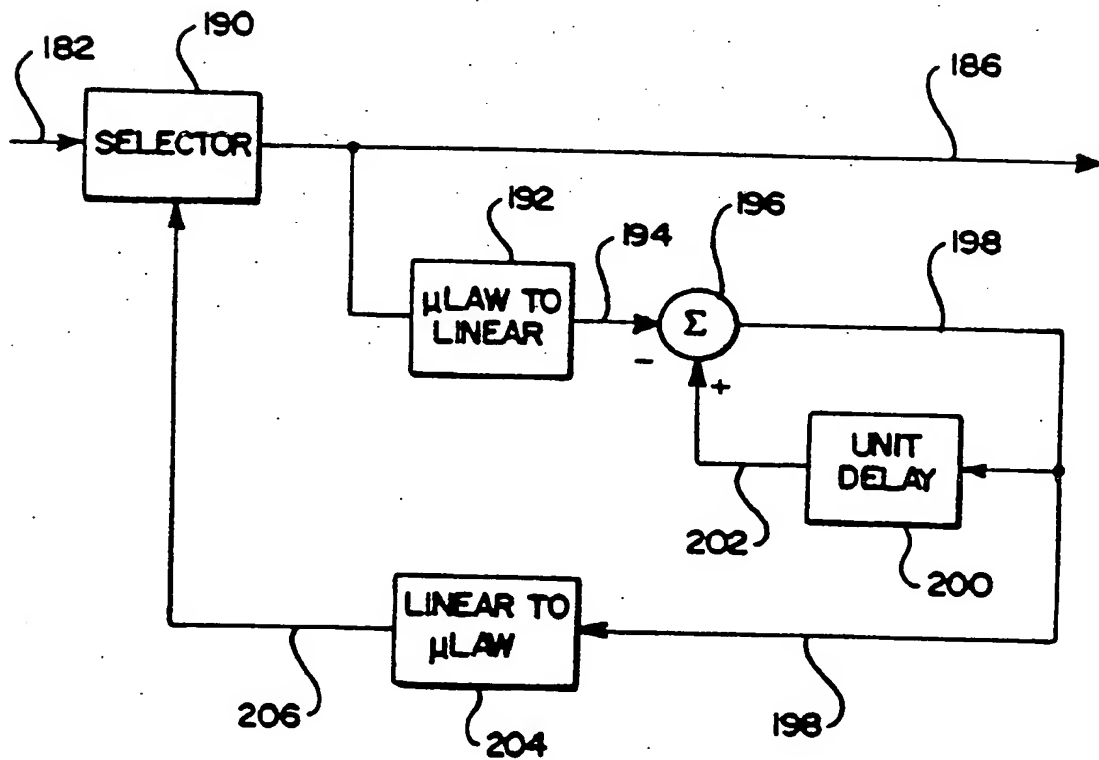 190
182
186
SELECTOR
192
194
196
198
μLAW TO
LINEAR
Σ
-
+
UNIT
DELAY
202
200
LINEAR TO
μLAW
206
204
198